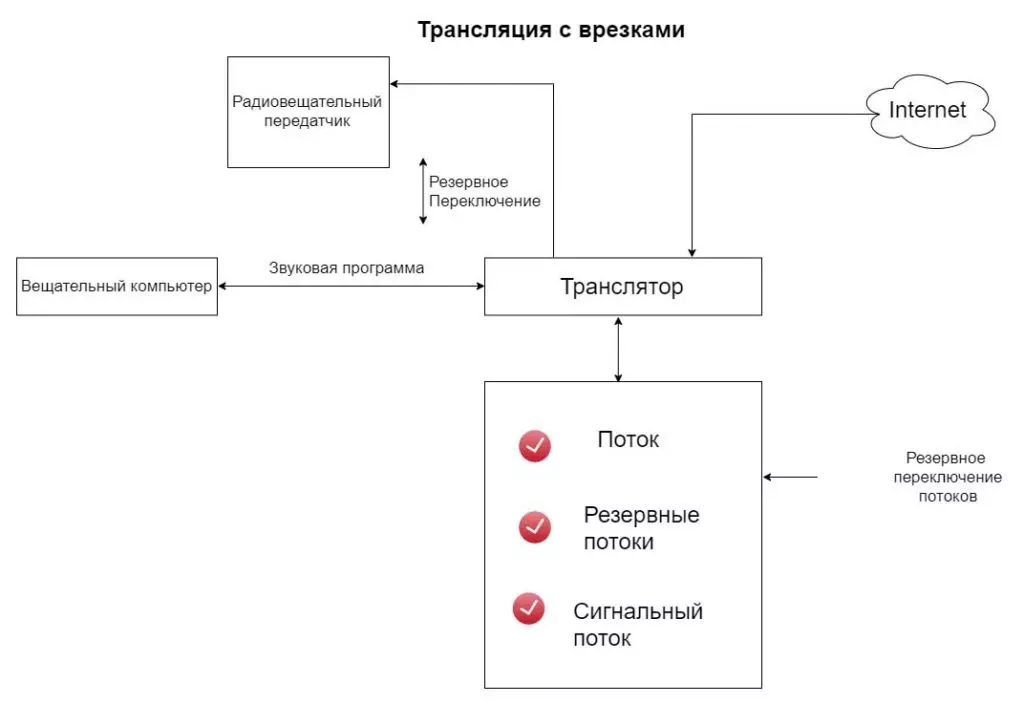 Трансляция с врезками
Радиовещательный
передатчик
Internet
Резервное
Переключение
Звуковая программа
Вещательный компьютер
Транслятор
Поток
Резервные
потоки
Сигнальный
поток
Резервное
переключение
потоков